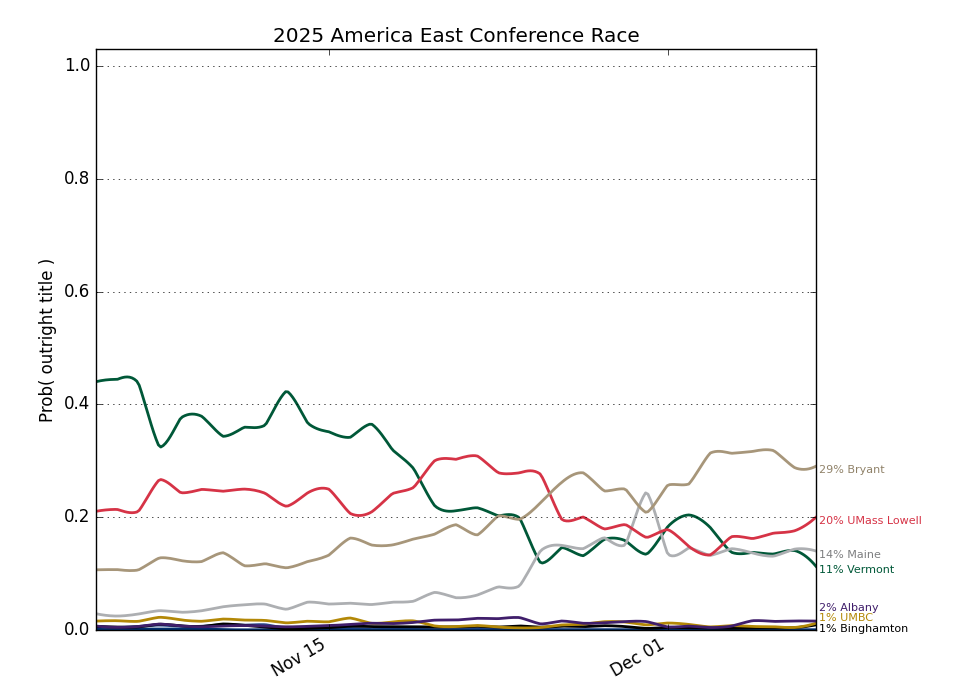 2025 America East Conference Race
1.0
0.8
0.6
0.4
0.2
0.0
Prob( outright title )
Nov 15
Dec 01
29% Bryant
20% UMass Lowell
14% Maine
11% Vermont
2% Albany
1% UMBC
1% Binghamton